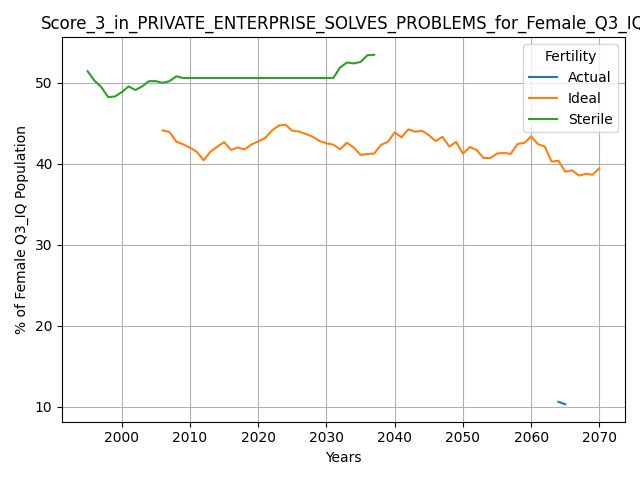 Score_3_in_PRIVATE_ENTERPRISE_SOLVES_PROBLEMS_for_Female_Q3_IQ
Fertility
Actual
Ideal
Sterile
% of Female Q3_IQ Population
50
40
30
20
10
2000 2010 2020 2030 2040 2050 2060 2070
Years